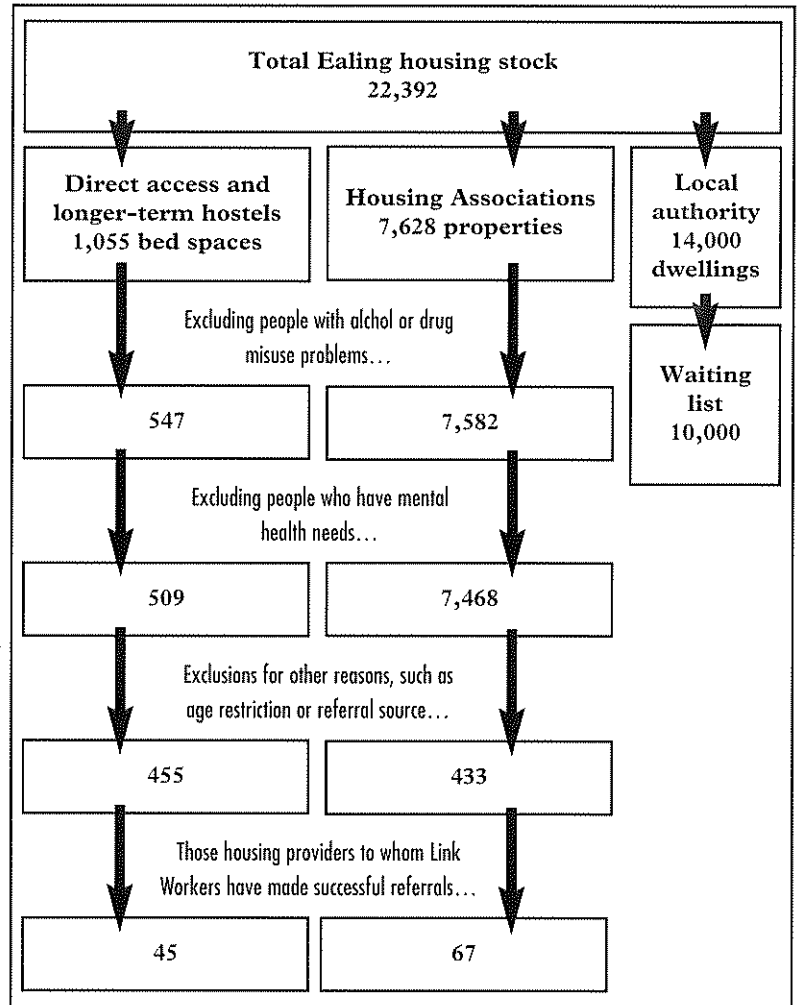 Total Ealing housing stock
22,392
Direct access and
longer-term hostels
1,055 bed spaces
Housing Associations
7,628 properties
Local
authority
14,000
dwellings
Excluding people with alchol or drug
misuse problems...
Waiting
list
10,000
547
7,582
Excluding people who have mental
health needs...
509
7,468
Exclusions for other reasons, such as
age restriction or referral source...
455
433
Those housing providers to whom Link
Workers have made successful referrals...
45
67